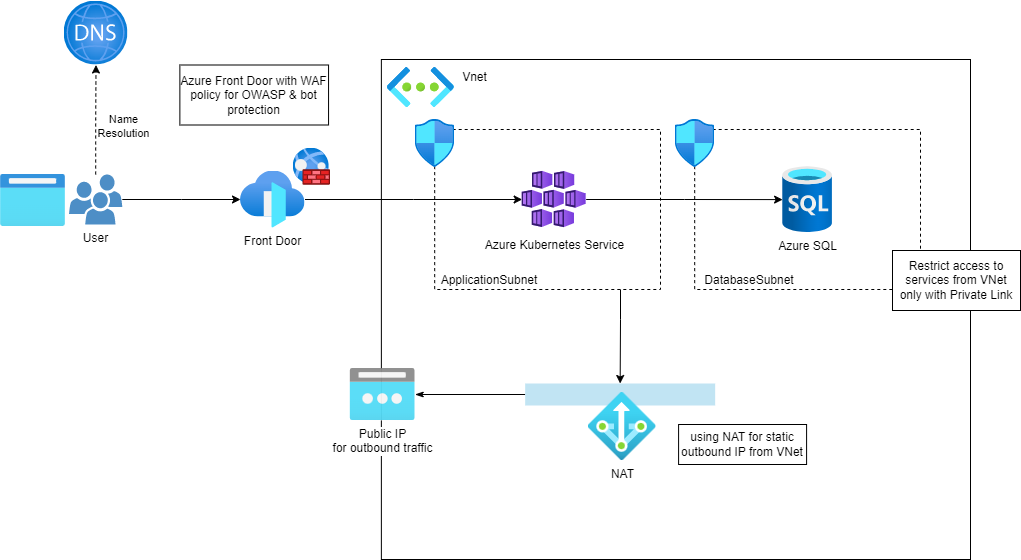 DNS
Name
Resolution
Azure Front Door with WAF
policy for OWASP & bot
protection
Vnet
User
Front Door
Azure Kubernetes Service
SQL
Azure SQL
ApplicationSubnet
DatabaseSubnet
Restrict access to
services from VNet
only with Private Link
Public IP
for outbound traffic
NAT
using NAT for static
outbound IP from VNet